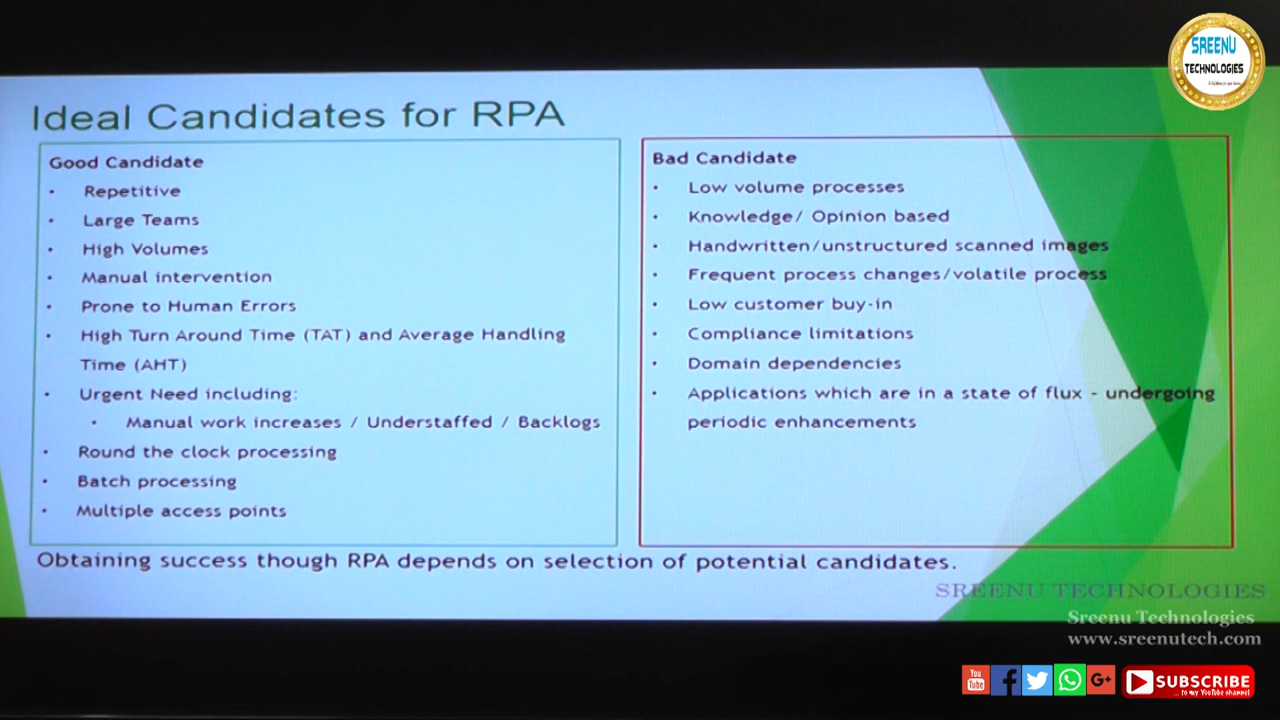 SREENU
TECHNOLOGIES
Ideal Candidates for RPA
Good Candidate
• Repetitive
• Large Teams
• High Volumes
• Manual intervention
• Prone to Human Errors
• High Turn Around Time (TAT) and Average Handling
Time (AHT)
• Urgent Need including:
• Manual work increases / Understaffed / Backlogs
• Round the clock processing
• Batch processing
• Multiple access points
Bad Candidate
• Low volume processes
• Knowledge/ Opinion based
• Handwritten/unstructured scanned images
• Frequent process changes/volatile process
• Low customer buy-in
• Compliance limitations
• Domain dependencies
• Applications which are in a state of flux - undergoing
periodic enhancements
Obtaining success though RPA depends on selection of potential candidates.
SREENU TECHNOLOGIES
Sreenu Technologies
www.sreenutech.com
You
Tube
G+
SUBSCRIBE
... to my YouTube channel